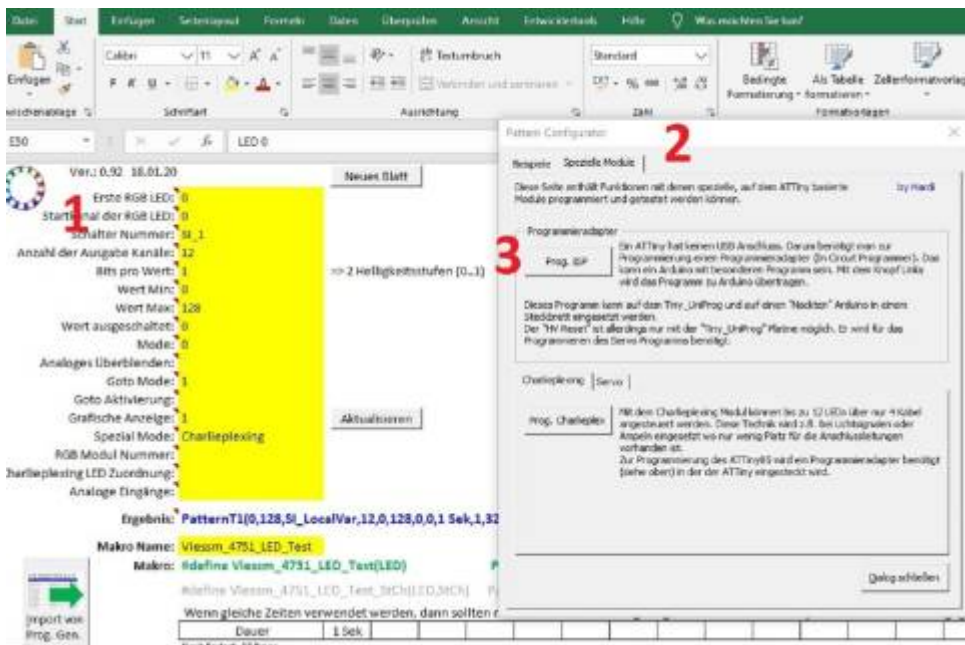 Datei Start Einfügen Seitenlayout Formeln Daten Überprüfen Ansicht Entwicklertools Hilfe Was möchten Sie tun?
Calibri 11 Textumbruch Standard
Einfügen F K U Verbinden und zentrieren % 000 Bedingte Formatierung Als Tabelle formatieren Zellenformatvorlag
Schriftart Ausrichtung Zahl Formatvorlagen
E50 fx LED 0
Ver.: 0.92 18.01.20 Neues Blatt
1
Erste RGB LED: 0
Startkanal der RGB LED: 0
Schalter Nummer: SI_1
Anzahl der Ausgabe Kanäle: 12
Bits pro Wert: 1 => 2 Helligkeitsstufen (0..1)
Wert Min: 0
Wert Max: 128
Wert ausgeschaltet: 0
Mode: 0
Analoges Überblenden:
Goto Mode: 1
Goto Aktivierung:
Grafische Anzeige: 1 Aktualisieren
Spezial Mode: Charlieplexing
RGB Modul Nummer:
Charlieplexing LED Zuordnung:
Analoge Eingänge:
Ergebnis: PatternT1(0,128,SI_LocalVar,12,0,128,0,0,1 Sek,1,32
Makro Name: Viessm_4751_LED_Test
Makro: #define Viessm_4751_LED_Test(LED)
#define Viessm_4751_LED_Test_StCh(LED,StCh)
Wenn gleiche Zeiten verwendet werden, dann sollten
Dauer 1 Sek
Import von
Prog. Gen.
Pattern Configurator
2
Beispiele Spezielle Module
Diese Seite enthält Funktionen mit denen spezielle, auf dem ATTiny basierte by Hardi
Module programmiert und getestet werden können.
Programmieradapter
3
Prog. ISP
Ein ATTiny hat keinen USB Anschluss. Darum benötigt man zur
Programmierung einen Programmieradapter (In Circuit Programmer). Das
kann ein Arduino mit besonderen Programm sein. Mit dem Knopf Links
wird das Programm zu Arduino übertragen.
Dieses Programm kann auf dem Tiny_UniProg und auf einen "Nackten" Arduino in einem
Steckbrett eingesetzt werden.
Der "HV Reset" ist allerdings nur mit der "Tiny_UniProg" Platine möglich. Er wird für das
Programmieren des Servo Programms benötigt.
Charlieplexing Servo
Prog. Charlieplex
Mit dem Charlieplexing Modul können bis zu 12 LEDs über nur 4 Kabel
angesteuert werden. Diese Technik wird z.B. bei Lichtsignalen oder
Ampeln eingesetzt wo nur wenig Platz für die Anschlussleitungen
vorhanden ist.
Zur Programmierung des ATTiny85 wird ein Programmieradapter benötigt
(siehe oben) in der der ATTiny eingesteckt wird.
Dialog schließen